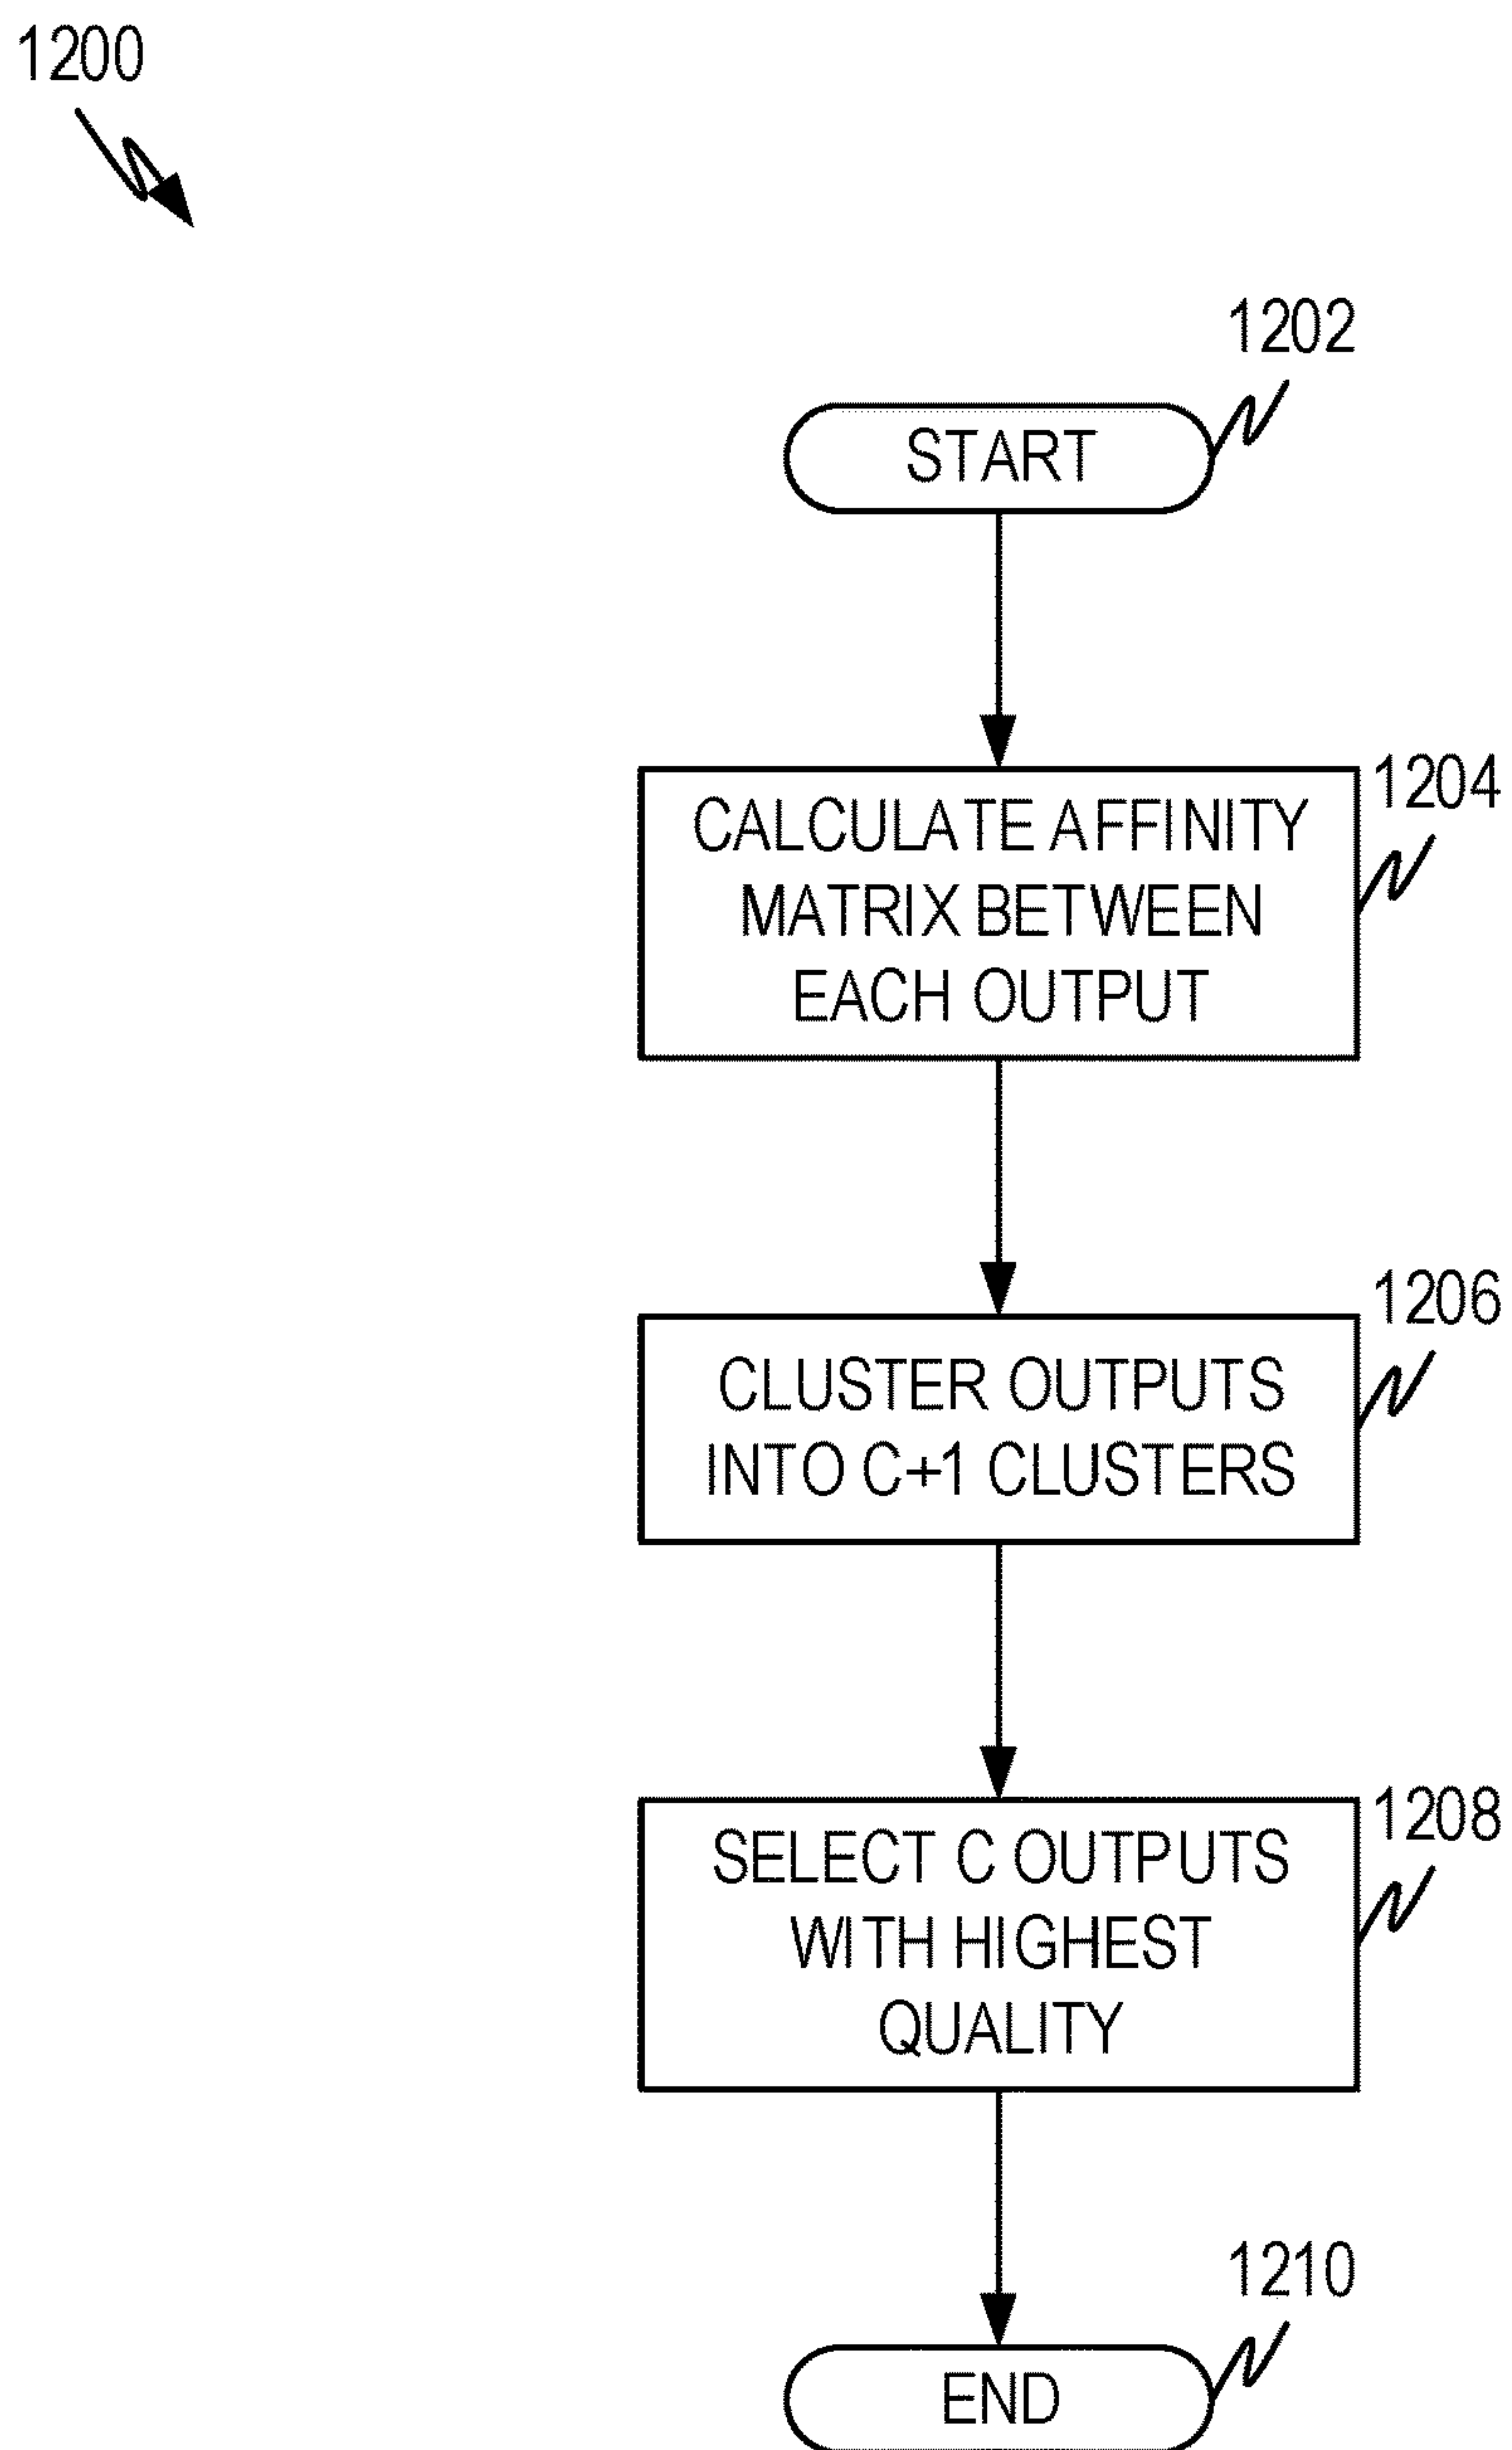 1200
1202
START
1204
CALCULATE AFFINITY
MATRIX BETWEEN
EACH OUTPUT
1206
CLUSTER OUTPUTS
INTO C+1 CLUSTERS
1208
SELECT C OUTPUTS
WITH HIGHEST
QUALITY
1210
END